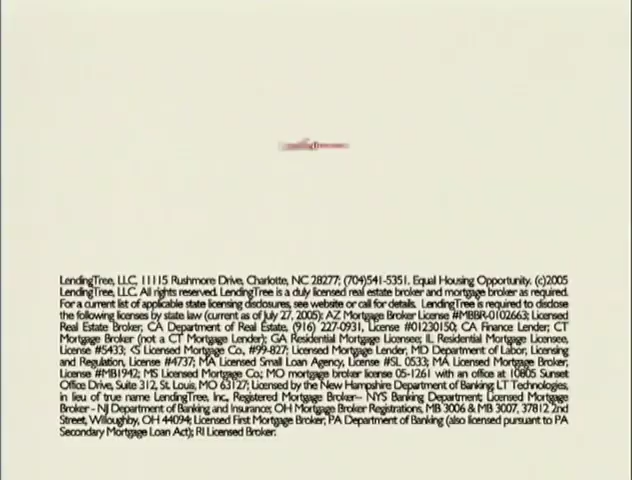 LendingTree, LLC, 11115 Rushmore Drive, Charlotte, NC 28277; (704)541-5351. Equal Housing Opportunity. (c)2005
LendingTree, LLC. All rights reserved. LendingTree is a duly licensed real estate broker and mortgage broker as required.
For a current list of applicable state licensing disclosures, see website or call for details. LendingTree is required to disclose
the following licenses by state law (current as of July 27, 2005); AZ Mortgage Broker License #MBBR-0102663; Licensed
Real Estate Broker, CA Department of Real Estate, (916) 227-0931, License #01230150; CA Finance Lender; CT
Mortgage Broker (not a CT Mortgage Lender); GA Residential Mortgage Licensee; IL Residential Mortgage Licensee,
License #5433; KS Licensed Mortgage Co., #99-827; Licensed Mortgage Lender, MD Department of Labor, Licensing
and Regulation, License #4737; MA Licensed Small Loan Agency, License #SL 0533; MA Licensed Mortgage Broker,
License #MB1942; MS Licensed Mortgage Co.; MO mortgage broker license 05-1261 with an office at 10805 Sunset
Office Drive, Suite 312, St. Louis, MO 63127; Licensed by the New Hampshire Department of Banking; LT Technologies,
in lieu of true name LendingTree, Inc., Registered Mortgage Broker-- NYS Banking Department; Licensed Mortgage
Broker - NJ Department of Banking and Insurance; OH Mortgage Broker Registrations, MB 3006 & MB 3007, 37812 2nd
Street, Willoughby, OH 44094; Licensed First Mortgage Broker, PA Department of Banking (also licensed pursuant to PA
Secondary Mortgage Loan Act); RI Licensed Broker.